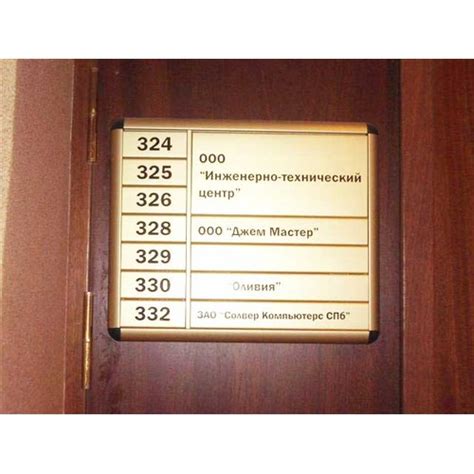 324
325
326
ООО
"Инженерно-технический
центр"
328
ООО "Джем Мастер"
329
330
"Оливия"
332
ЗАО "Солвер Компьютерс СПб"